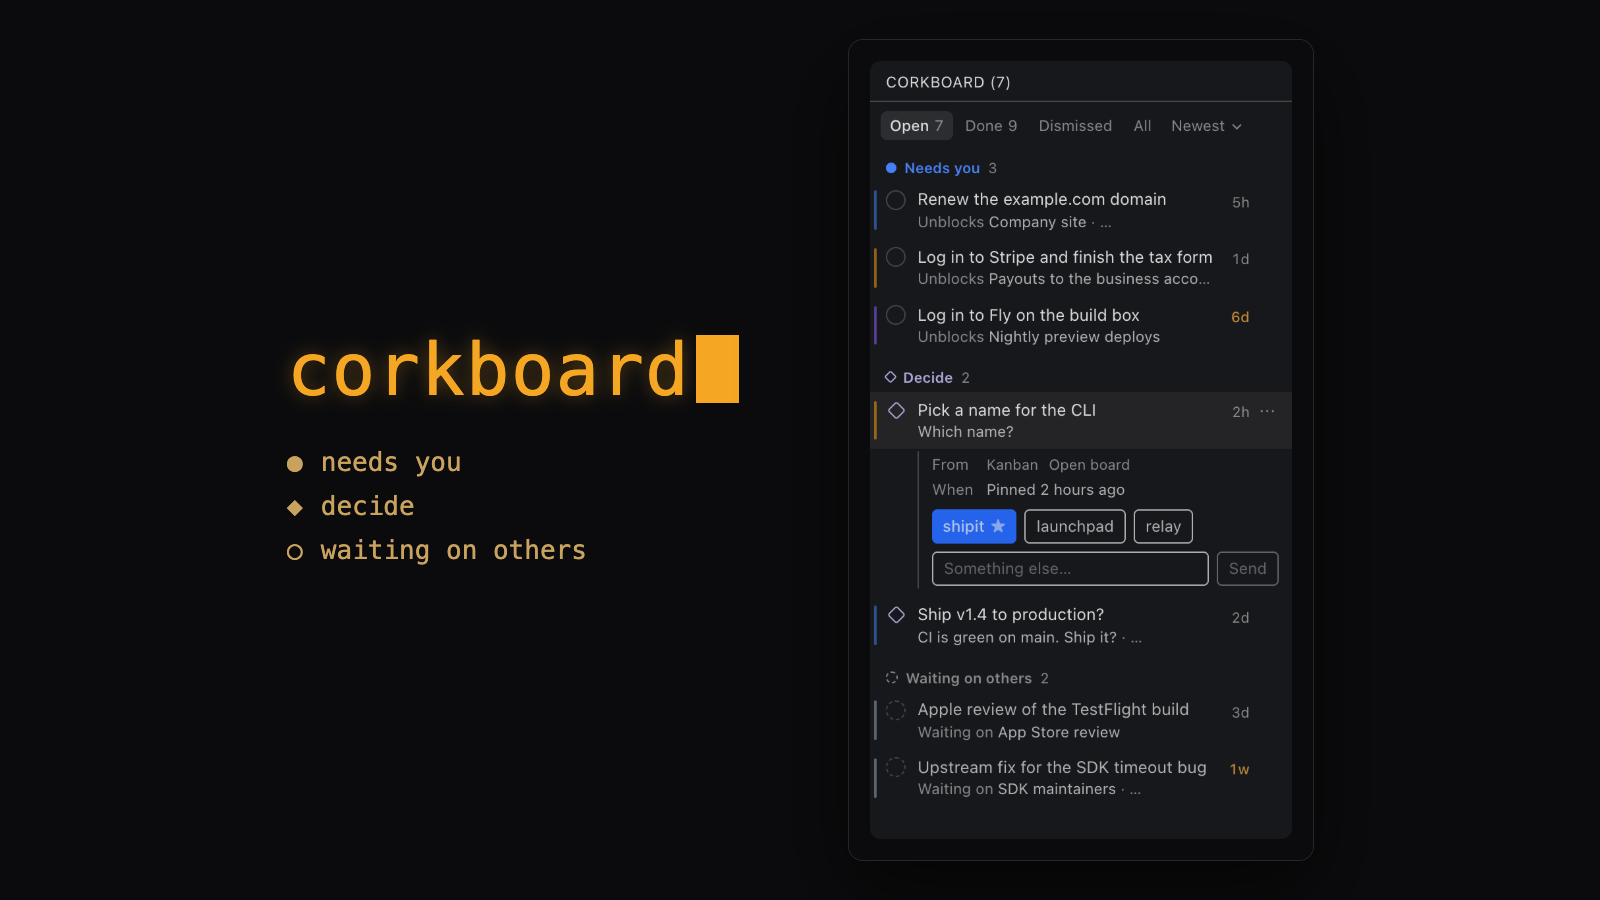 corkboard
needs you
decide
waiting on others
CORKBOARD (7)
Open 7 Done 9 Dismissed All Newest
Needs you 3
Renew the example.com domain 5h
Unblocks Company site · ...
Log in to Stripe and finish the tax form 1d
Unblocks Payouts to the business acco...
Log in to Fly on the build box 6d
Unblocks Nightly preview deploys
Decide 2
Pick a name for the CLI 2h ···
Which name?
From Kanban Open board
When Pinned 2 hours ago
shipit ★ launchpad relay
Something else... Send
Ship v1.4 to production? 2d
CI is green on main. Ship it? · ...
Waiting on others 2
Apple review of the TestFlight build 3d
Waiting on App Store review
Upstream fix for the SDK timeout bug 1w
Waiting on SDK maintainers · ...